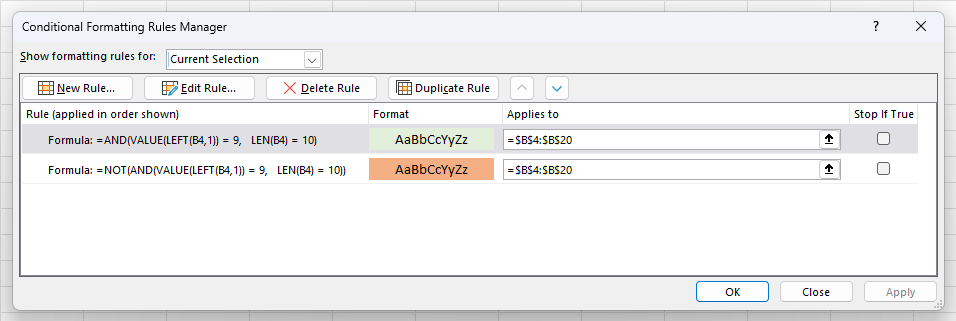 Conditional Formatting Rules Manager ?
Show formatting rules for: Current Selection
New Rule... Edit Rule... Delete Rule Duplicate Rule
Rule (applied in order shown) Format Applies to Stop If True
Formula: =AND(VALUE(LEFT(B4,1)) = 9, LEN(B4) = 10) AaBbCcYyZz =$B$4:$B$20
Formula: =NOT(AND(VALUE(LEFT(B4,1)) = 9, LEN(B4) = 10)) AaBbCcYyZz =$B$4:$B$20
OK Close Apply